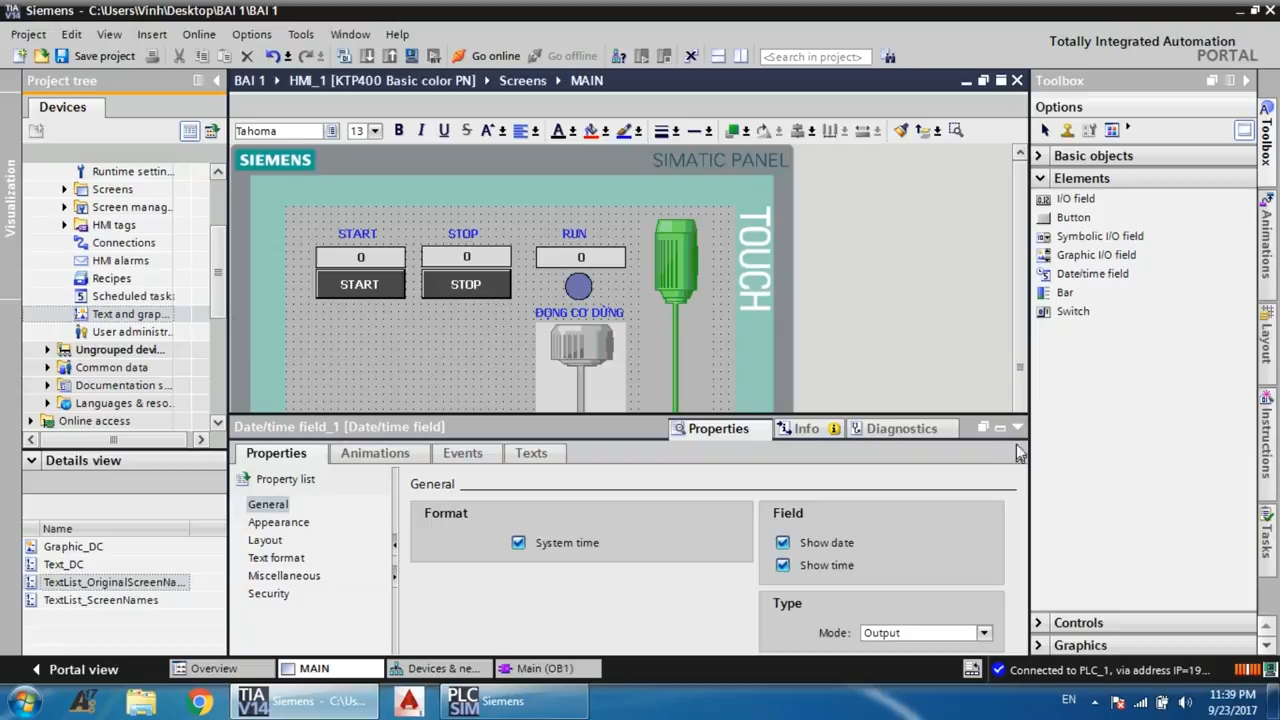 Siemens - C:\Users\Vinh\Desktop\BAI 1\BAI 1
TIA
V14
Project Edit View Insert Online Options Tools Window Help
Totally Integrated Automation
PORTAL
Save project
Go online
Go offline
<Search in project>
Project tree
BAI 1 HMI_1 [KTP400 Basic color PN] Screens MAIN
Toolbox
Devices
Options
Tahoma
13
B I U S
Visualization
Runtime settin...
Screens
Screen manag...
HMI tags
Connections
HMI alarms
Recipes
Scheduled tasks
Text and grap...
User administr...
Ungrouped devi...
Common data
Documentation s...
Languages & reso...
Online access
SIEMENS
SIMATIC PANEL
TOUCH
START STOP RUN
0 0 0
START STOP
ĐỘNG CƠ DỪNG
Basic objects
Elements
I/O field
Button
Symbolic I/O field
Graphic I/O field
Date/time field
Bar
Switch
Controls
Graphics
Toolbox
Animations
Layout
Instructions
Tasks
Details view
Name
Graphic_DC
Text_DC
TextList_OriginalScreenNa...
TextList_ScreenNames
Date/time field_1 [Date/time field]
Properties Info Diagnostics
Properties Animations Events Texts
Property list
General
Appearance
Layout
Text format
Miscellaneous
Security
General
Format
System time
Field
Show date
Show time
Type
Mode: Output
Portal view
Overview
MAIN
Devices & ne...
Main (OB1)
Connected to PLC_1, via address IP=19...
TIA
V14
Siemens - C:\Us...
PLC
SIM
Siemens
EN
11:39 PM
9/23/2017